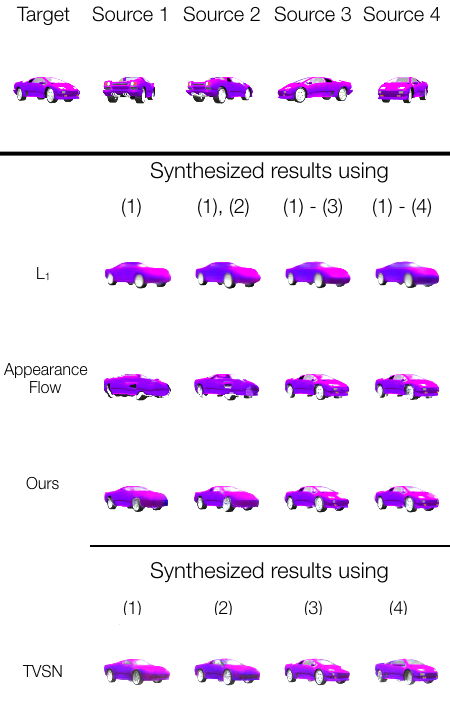 Target Source 1 Source 2 Source 3 Source 4
Synthesized results using
(1) (1), (2) (1) - (3) (1) - (4)
L₁
Appearance
Flow
Ours
Synthesized results using
(1) (2) (3) (4)
TVSN